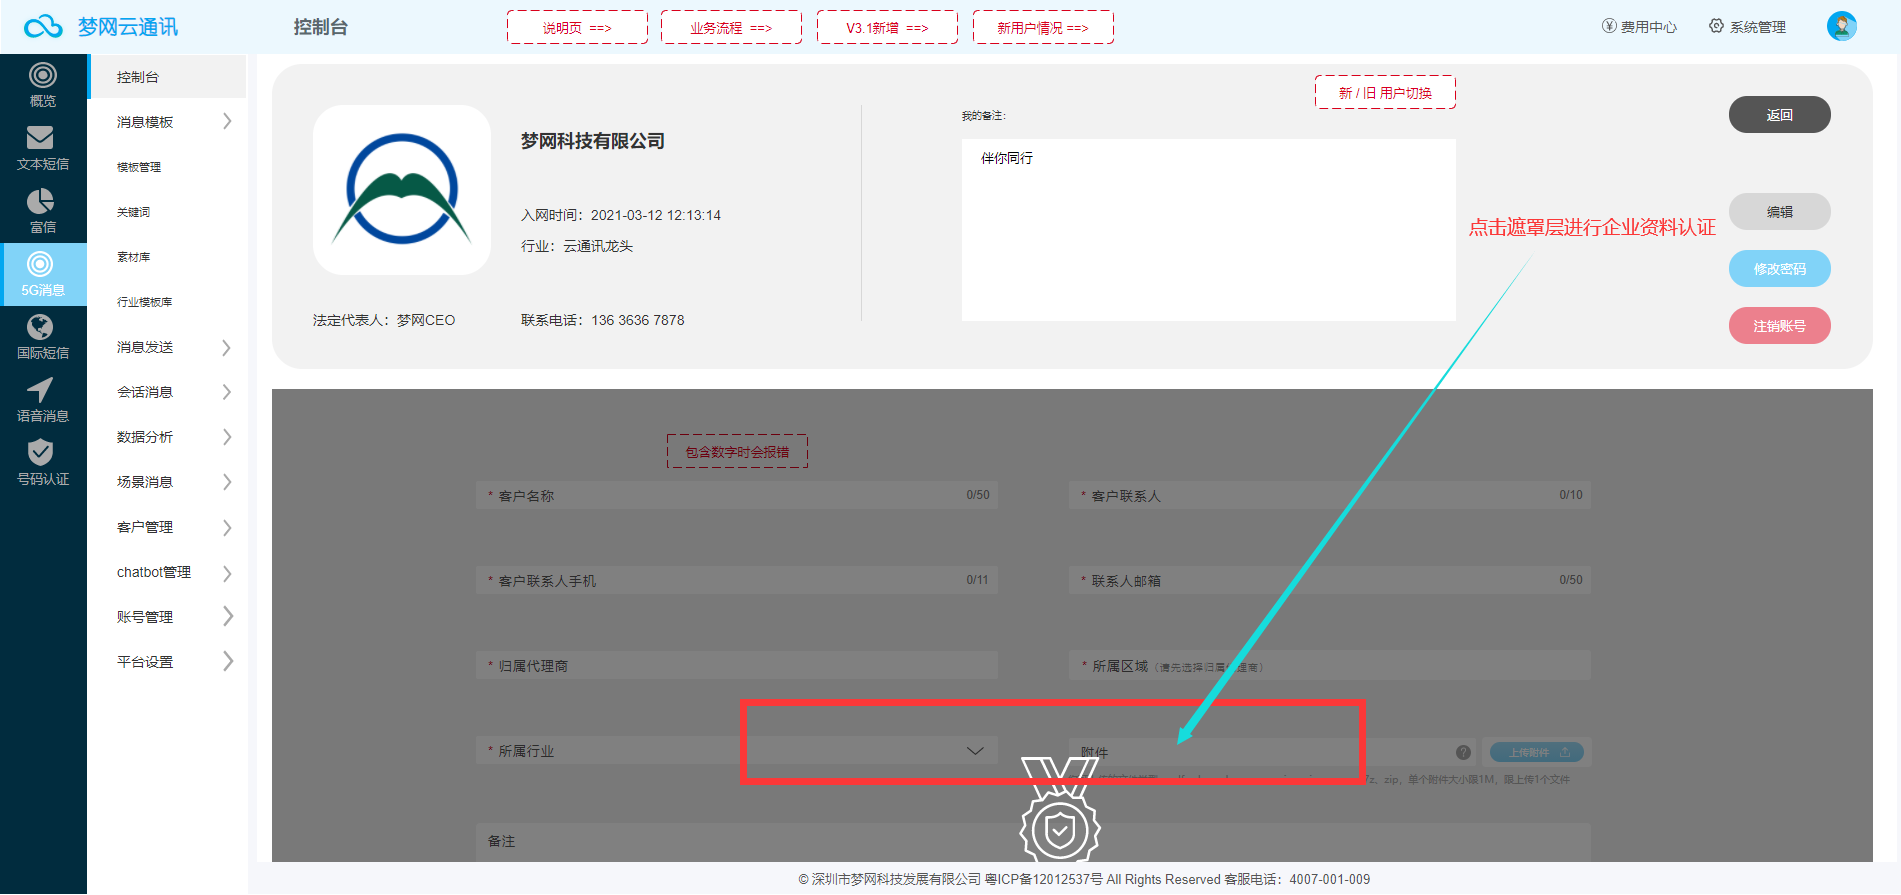 梦网云通讯
控制台
说明页 ==>
业务流程 ==>
V3.1新增 ==>
新用户情况 ==>
费用中心
系统管理
概览
文本短信
富信
5G消息
国际短信
语音消息
号码认证
控制台
消息模板
模板管理
关键词
素材库
行业模板库
消息发送
会话消息
数据分析
场景消息
客户管理
chatbot管理
账号管理
平台设置
梦网科技有限公司
入网时间：2021-03-12 12:13:14
行业：云通讯龙头
法定代表人：梦网CEO
联系电话：136 3636 7878
新 / 旧 用户切换
我的备注：
伴你同行
返回
编辑
修改密码
注销账号
点击遮罩层进行企业资料认证
包含数字时会报错
* 客户名称 0/50
* 客户联系人 0/10
* 客户联系人手机 0/11
* 联系人邮箱 0/50
* 归属代理商
* 所属区域（请先选择归属代理商）
* 所属行业
附件
上传附件
7z、zip，单个附件大小限1M，限上传1个文件
备注
© 深圳市梦网科技发展有限公司 粤ICP备12012537号 All Rights Reserved 客服电话：4007-001-009